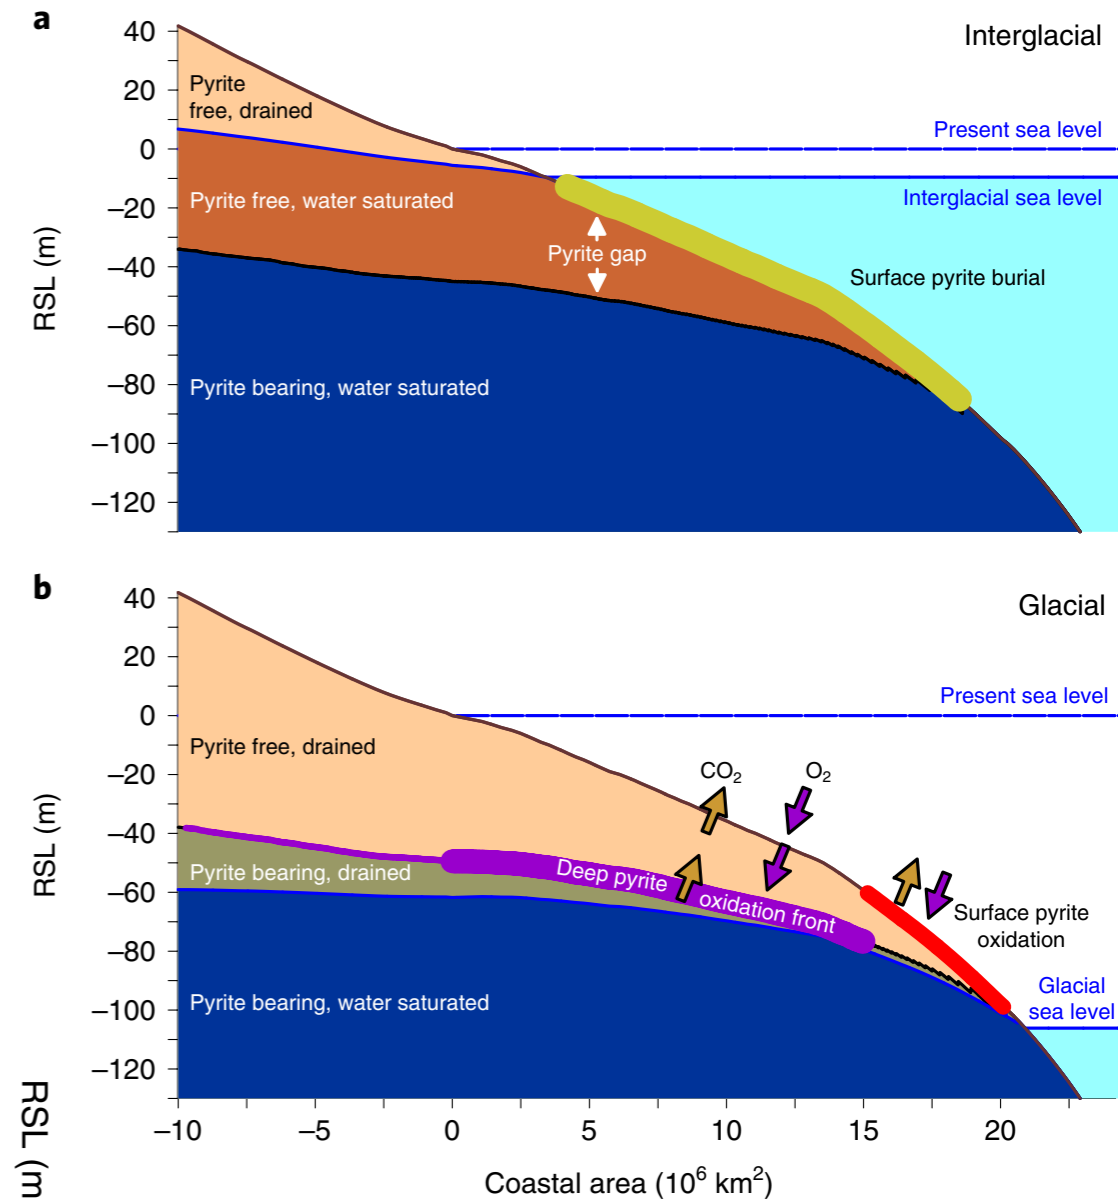 a
Interglacial
40
20
0
−20
−40
−60
−80
−100
−120
RSL (m)
Pyrite
free, drained
Present sea level
Interglacial sea level
Pyrite free, water saturated
Pyrite gap
Surface pyrite burial
Pyrite bearing, water saturated
b
Glacial
40
20
0
−20
−40
−60
−80
−100
−120
RSL (m)
Present sea level
Pyrite free, drained
CO2
O2
Pyrite bearing, drained
Deep pyrite oxidation front
Surface pyrite
oxidation
Glacial
sea level
Pyrite bearing, water saturated
RSL (m
−10
−5
0
5
10
15
20
Coastal area (10⁶ km²)